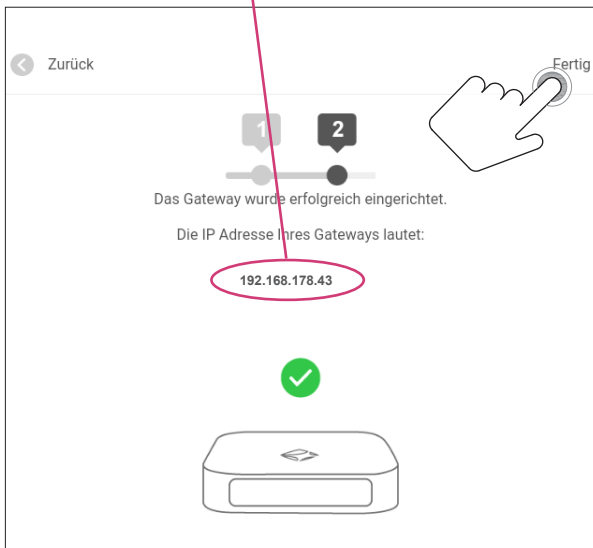 Zurück
Fertig
1 2
Das Gateway wurde erfolgreich eingerichtet.
Die IP Adresse Ihres Gateways lautet:
192.168.178.43